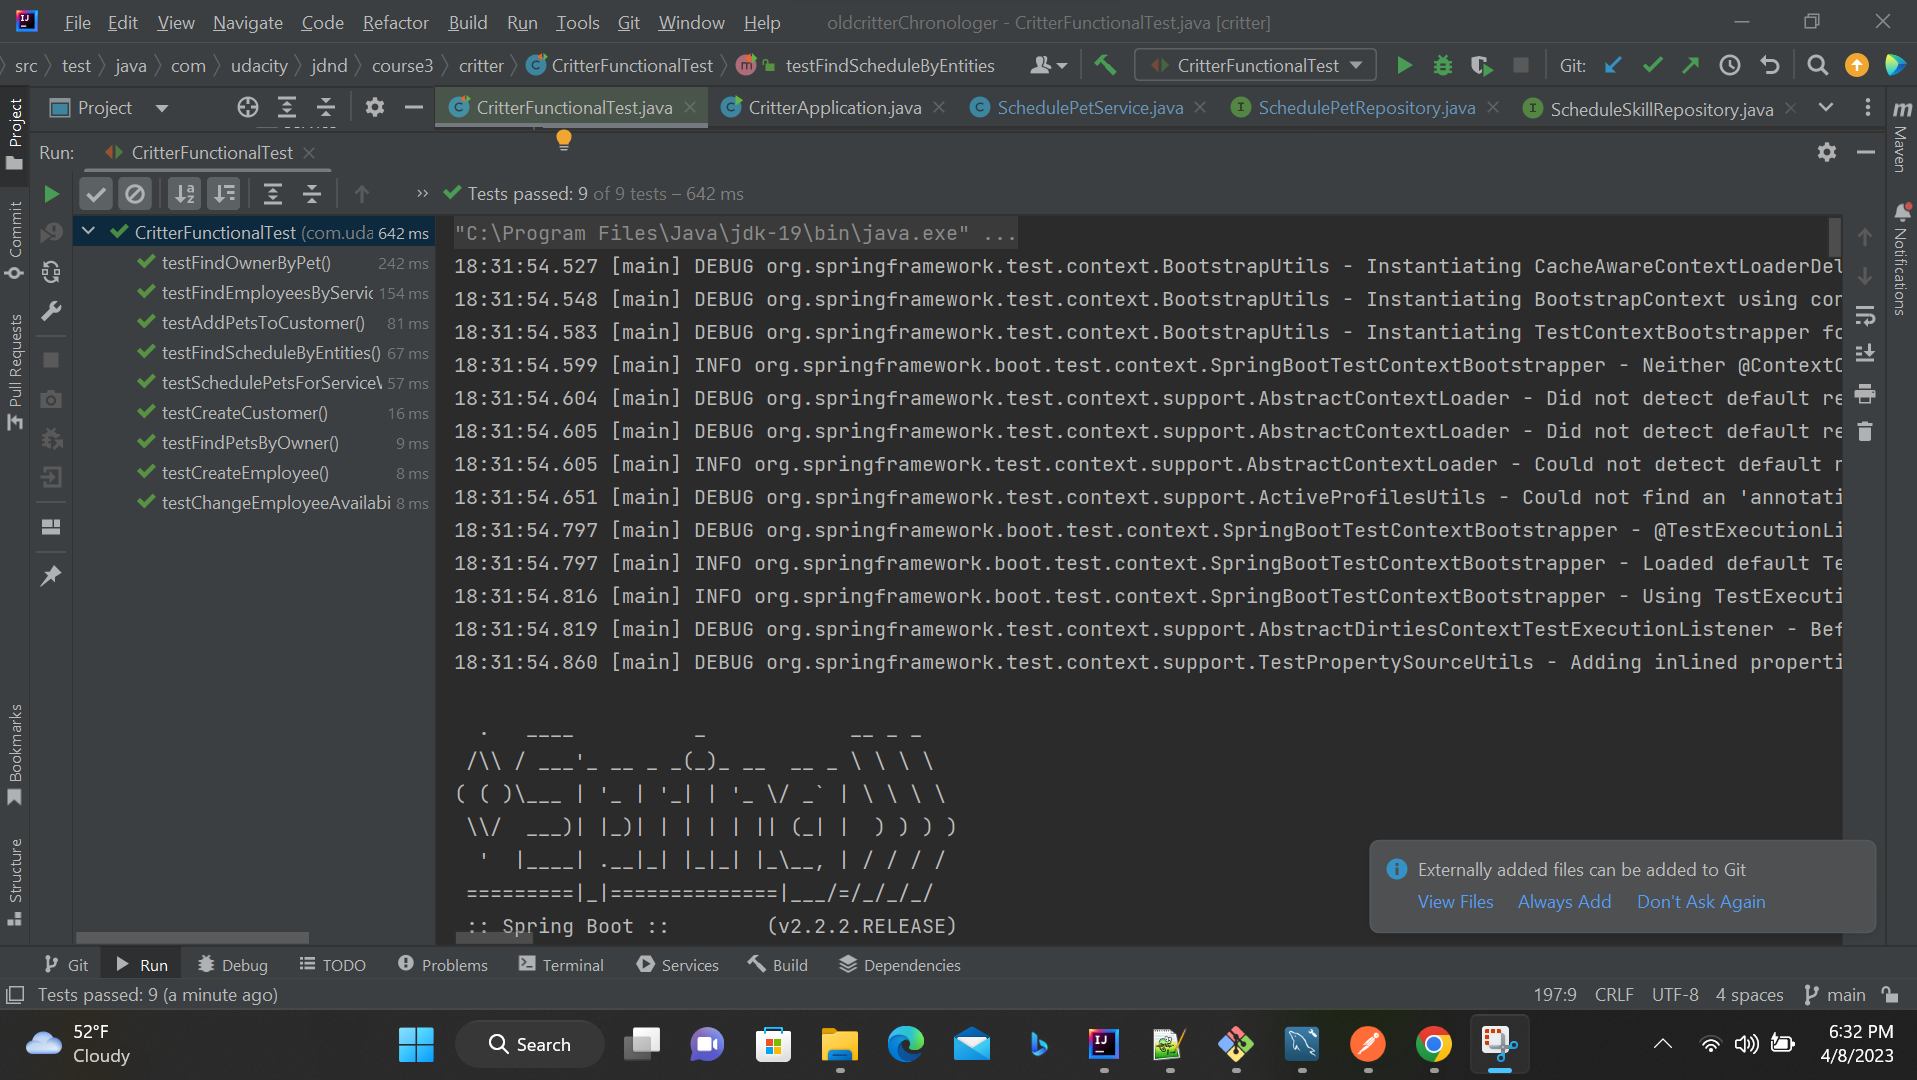 File Edit View Navigate Code Refactor Build Run Tools Git Window Help oldcritterChronologer - CritterFunctionalTest.java [critter]
src test java com udacity jdnd course3 critter CritterFunctionalTest testFindScheduleByEntities CritterFunctionalTest Git:
Project CritterFunctionalTest.java CritterApplication.java SchedulePetService.java SchedulePetRepository.java ScheduleSkillRepository.java
Run: CritterFunctionalTest
Tests passed: 9 of 9 tests – 642 ms
CritterFunctionalTest (com.uda 642 ms
testFindOwnerByPet() 242 ms
testFindEmployeesByServic 154 ms
testAddPetsToCustomer() 81 ms
testFindScheduleByEntities() 67 ms
testSchedulePetsForService\ 57 ms
testCreateCustomer() 16 ms
testFindPetsByOwner() 9 ms
testCreateEmployee() 8 ms
testChangeEmployeeAvailabi 8 ms
"C:\Program Files\Java\jdk-19\bin\java.exe" ...
18:31:54.527 [main] DEBUG org.springframework.test.context.BootstrapUtils - Instantiating CacheAwareContextLoaderDel
18:31:54.548 [main] DEBUG org.springframework.test.context.BootstrapUtils - Instantiating BootstrapContext using cor
18:31:54.583 [main] DEBUG org.springframework.test.context.BootstrapUtils - Instantiating TestContextBootstrapper fo
18:31:54.599 [main] INFO org.springframework.boot.test.context.SpringBootTestContextBootstrapper - Neither @ContextC
18:31:54.604 [main] DEBUG org.springframework.test.context.support.AbstractContextLoader - Did not detect default re
18:31:54.605 [main] DEBUG org.springframework.test.context.support.AbstractContextLoader - Did not detect default re
18:31:54.605 [main] INFO org.springframework.test.context.support.AbstractContextLoader - Could not detect default r
18:31:54.651 [main] DEBUG org.springframework.test.context.support.ActiveProfilesUtils - Could not find an 'annotati
18:31:54.797 [main] DEBUG org.springframework.boot.test.context.SpringBootTestContextBootstrapper - @TestExecutionLi
18:31:54.797 [main] INFO org.springframework.boot.test.context.SpringBootTestContextBootstrapper - Loaded default Te
18:31:54.816 [main] INFO org.springframework.boot.test.context.SpringBootTestContextBootstrapper - Using TestExecuti
18:31:54.819 [main] DEBUG org.springframework.test.context.support.AbstractDirtiesContextTestExecutionListener - Bef
18:31:54.860 [main] DEBUG org.springframework.test.context.support.TestPropertySourceUtils - Adding inlined properti
  .   ____          _            __ _ _
 /\\ / ___'_ __ _ _(_)_ __  __ _ \ \ \ \
( ( )\___ | '_ | '_| | '_ \/ _` | \ \ \ \
 \\/  ___)| |_)| | | | | || (_| |  ) ) ) )
  '  |____| .__|_| |_|_| |_\__, | / / / /
 =========|_|==============|___/=/_/_/_/
:: Spring Boot :: (v2.2.2.RELEASE)
Project
Commit
Pull Requests
Bookmarks
Structure
Maven
Notifications
Externally added files can be added to Git
View Files Always Add Don't Ask Again
Git Run Debug TODO Problems Terminal Services Build Dependencies
Tests passed: 9 (a minute ago) 197:9 CRLF UTF-8 4 spaces main
52°F
Cloudy
Search
6:32 PM
4/8/2023